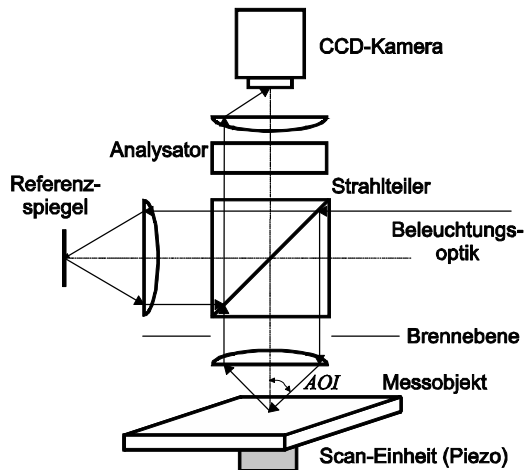 CCD-Kamera
Analysator
Strahlteiler
Referenz-
spiegel
Beleuchtungs-
optik
Brennebene
AOI
Messobjekt
Scan-Einheit (Piezo)